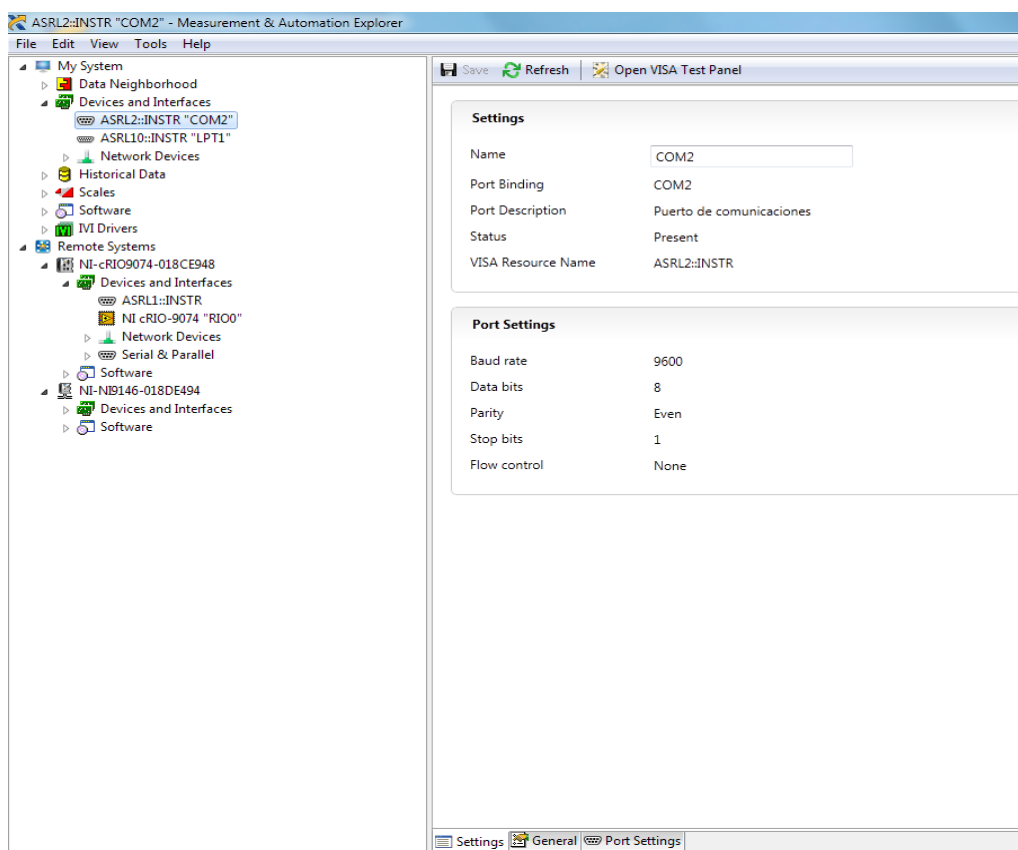 ASRL2::INSTR "COM2" - Measurement & Automation Explorer
File Edit View Tools Help
My System
Data Neighborhood
Devices and Interfaces
ASRL2::INSTR "COM2"
ASRL10::INSTR "LPT1"
Network Devices
Historical Data
Scales
Software
IVI Drivers
Remote Systems
NI-cRIO9074-018CE948
Devices and Interfaces
ASRL1::INSTR
NI cRIO-9074 "RIO0"
Network Devices
Serial & Parallel
Software
NI-NI9146-018DE494
Devices and Interfaces
Software
Save Refresh Open VISA Test Panel
Settings
Name COM2
Port Binding COM2
Port Description Puerto de comunicaciones
Status Present
VISA Resource Name ASRL2::INSTR
Port Settings
Baud rate 9600
Data bits 8
Parity Even
Stop bits 1
Flow control None
Settings General Port Settings